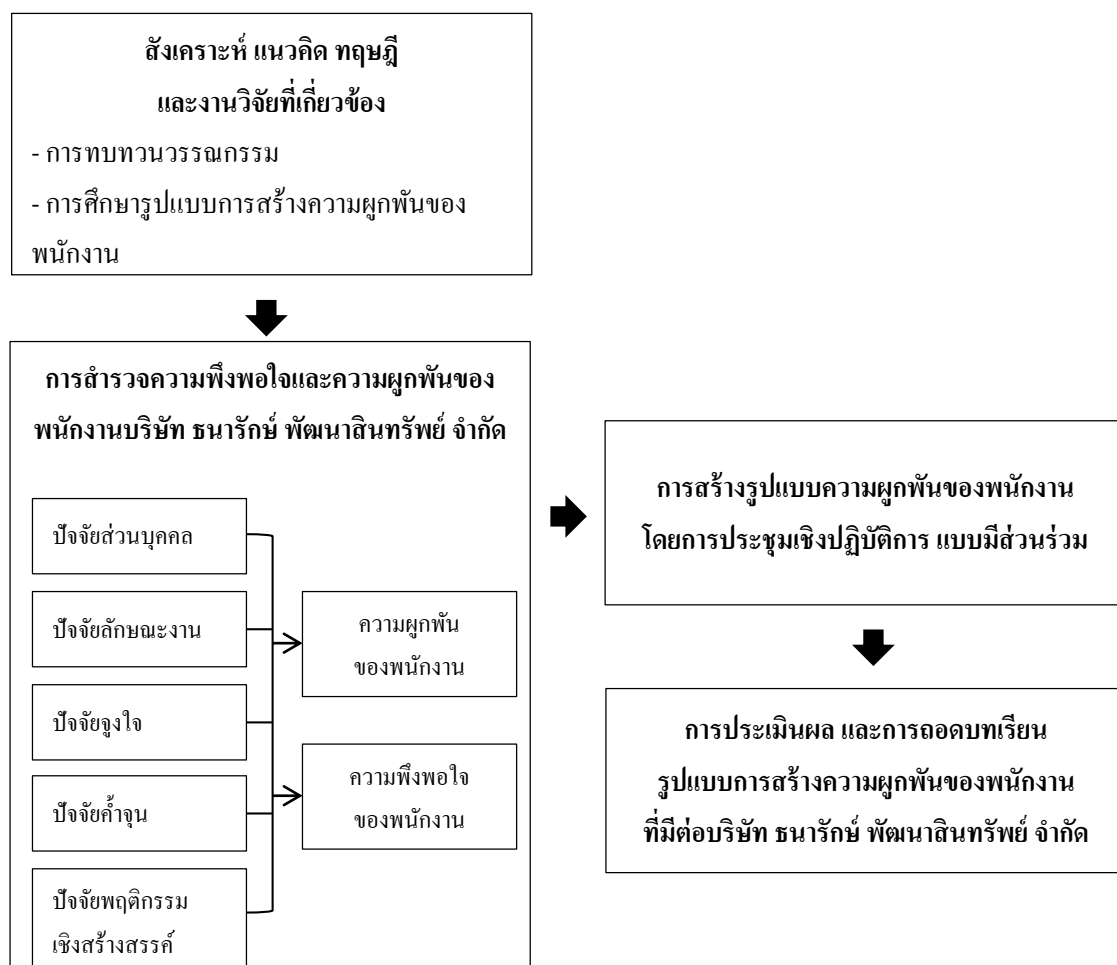 สังเคราะห์ แนวคิด ทฤษฎี
และงานวิจัยที่เกี่ยวข้อง
- การทบทวนวรรณกรรม
- การศึกษารูปแบบการสร้างความผูกพันของ
พนักงาน
การสำรวจความพึงพอใจและความผูกพันของ
พนักงานบริษัท ธนารักษ์ พัฒนาสินทรัพย์ จำกัด
ปัจจัยส่วนบุคคล
ปัจจัยลักษณะงาน
ปัจจัยจูงใจ
ปัจจัยค้ำจุน
ปัจจัยพฤติกรรม
เชิงสร้างสรรค์
ความผูกพัน
ของพนักงาน
ความพึงพอใจ
ของพนักงาน
การสร้างรูปแบบความผูกพันของพนักงาน
โดยการประชุมเชิงปฏิบัติการ แบบมีส่วนร่วม
การประเมินผล และการถอดบทเรียน
รูปแบบการสร้างความผูกพันของพนักงาน
ที่มีต่อบริษัท ธนารักษ์ พัฒนาสินทรัพย์ จำกัด